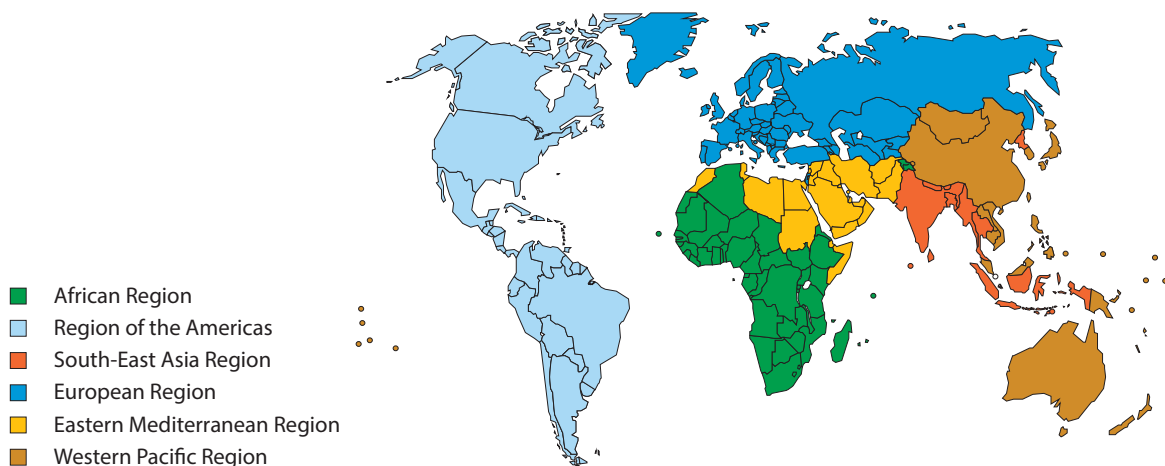 African Region
Region of the Americas
South-East Asia Region
European Region
Eastern Mediterranean Region
Western Pacific Region